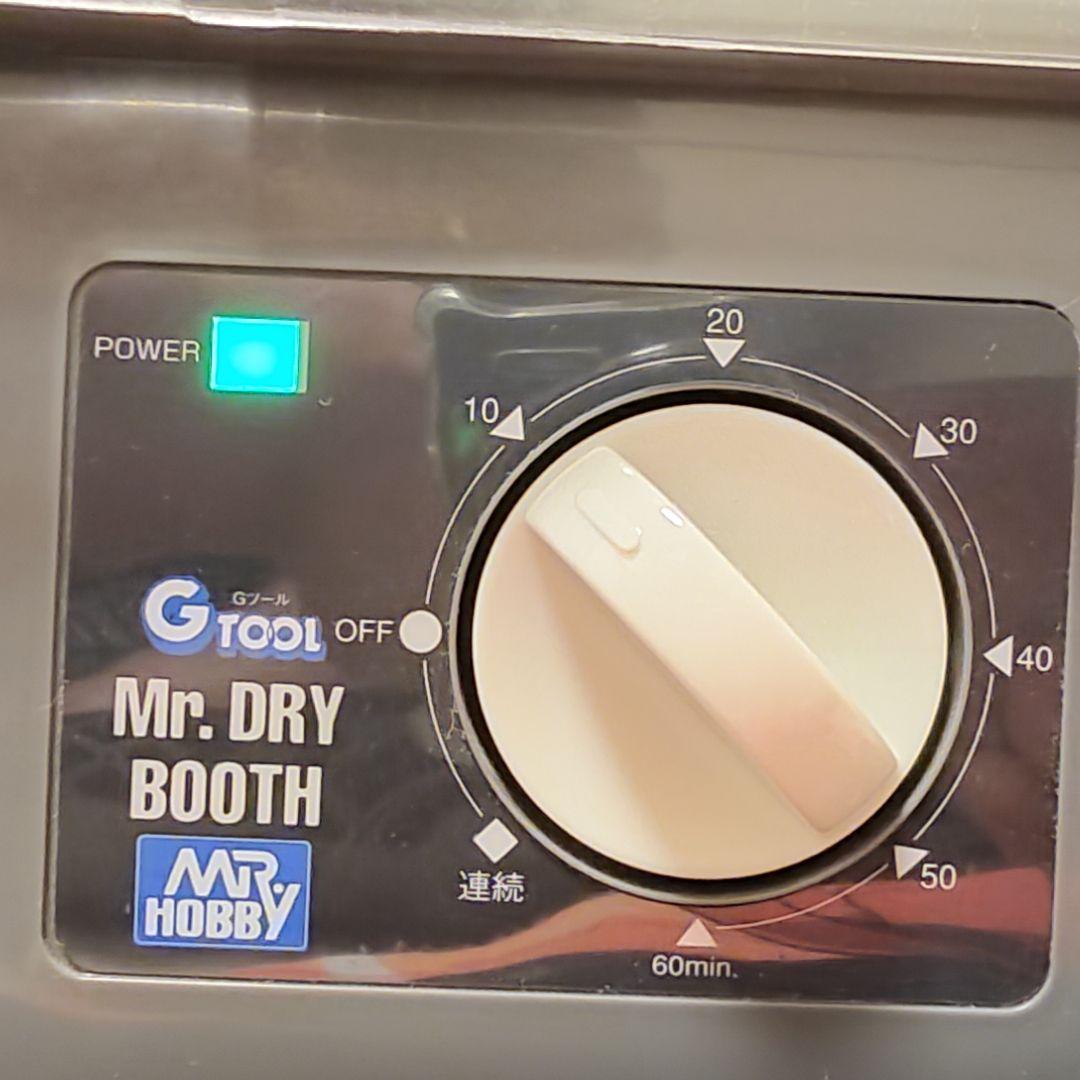 POWER
10
20
30
40
50
60min.
連続
OFF
Gツール
G TOOL
Mr. DRY
BOOTH
MR.
HOBBY